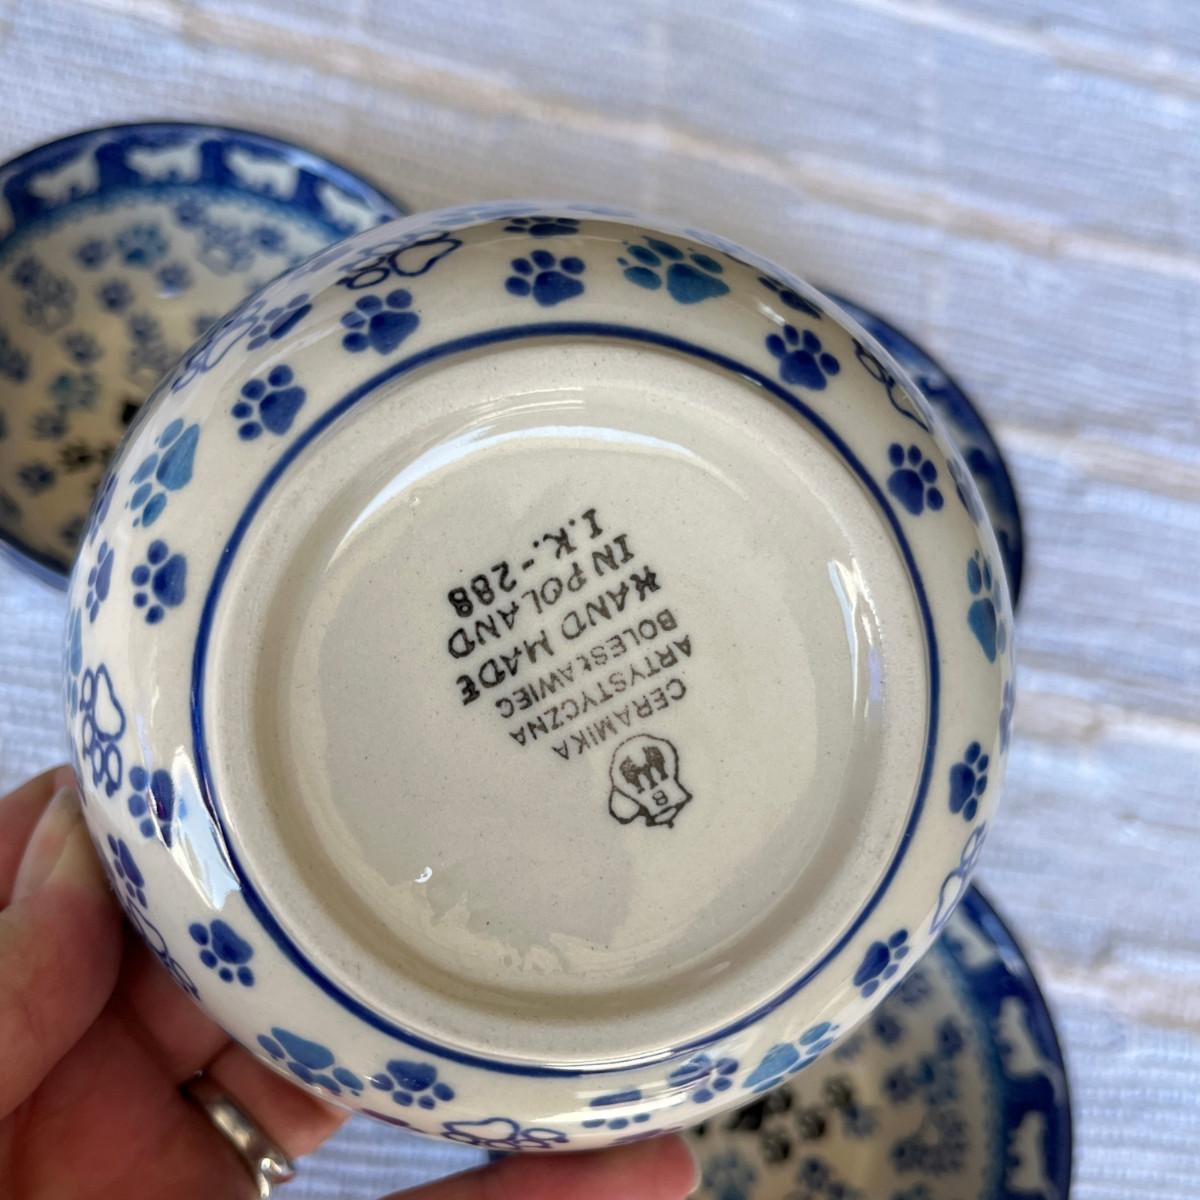 B
CERAMIKA
ARTYSTYCZNA
BOLESŁAWIEC
HAND MADE
IN POLAND
I.K.-288